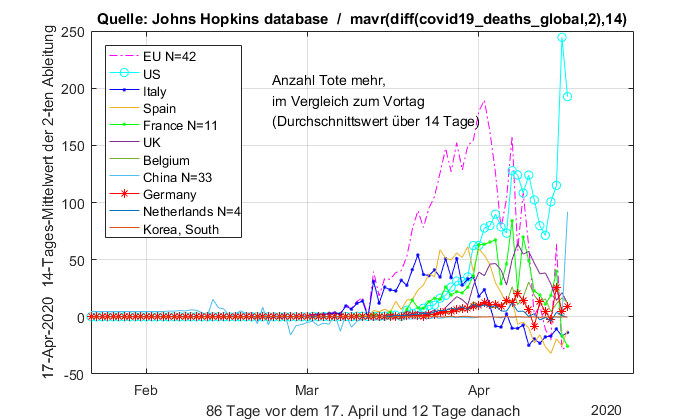 Quelle: Johns Hopkins database / mavr(diff(covid19_deaths_global,2),14)
17-Apr-2020 14-Tages-Mittelwert der 2-ten Ableitung
250
200
150
100
50
0
-50
EU N=42
US
Italy
Spain
France N=11
UK
Belgium
China N=33
Germany
Netherlands N=4
Korea, South
Anzahl Tote mehr,
im Vergleich zum Vortag
(Durchschnittswert über 14 Tage)
Feb Mar Apr
86 Tage vor dem 17. April und 12 Tage danach
2020